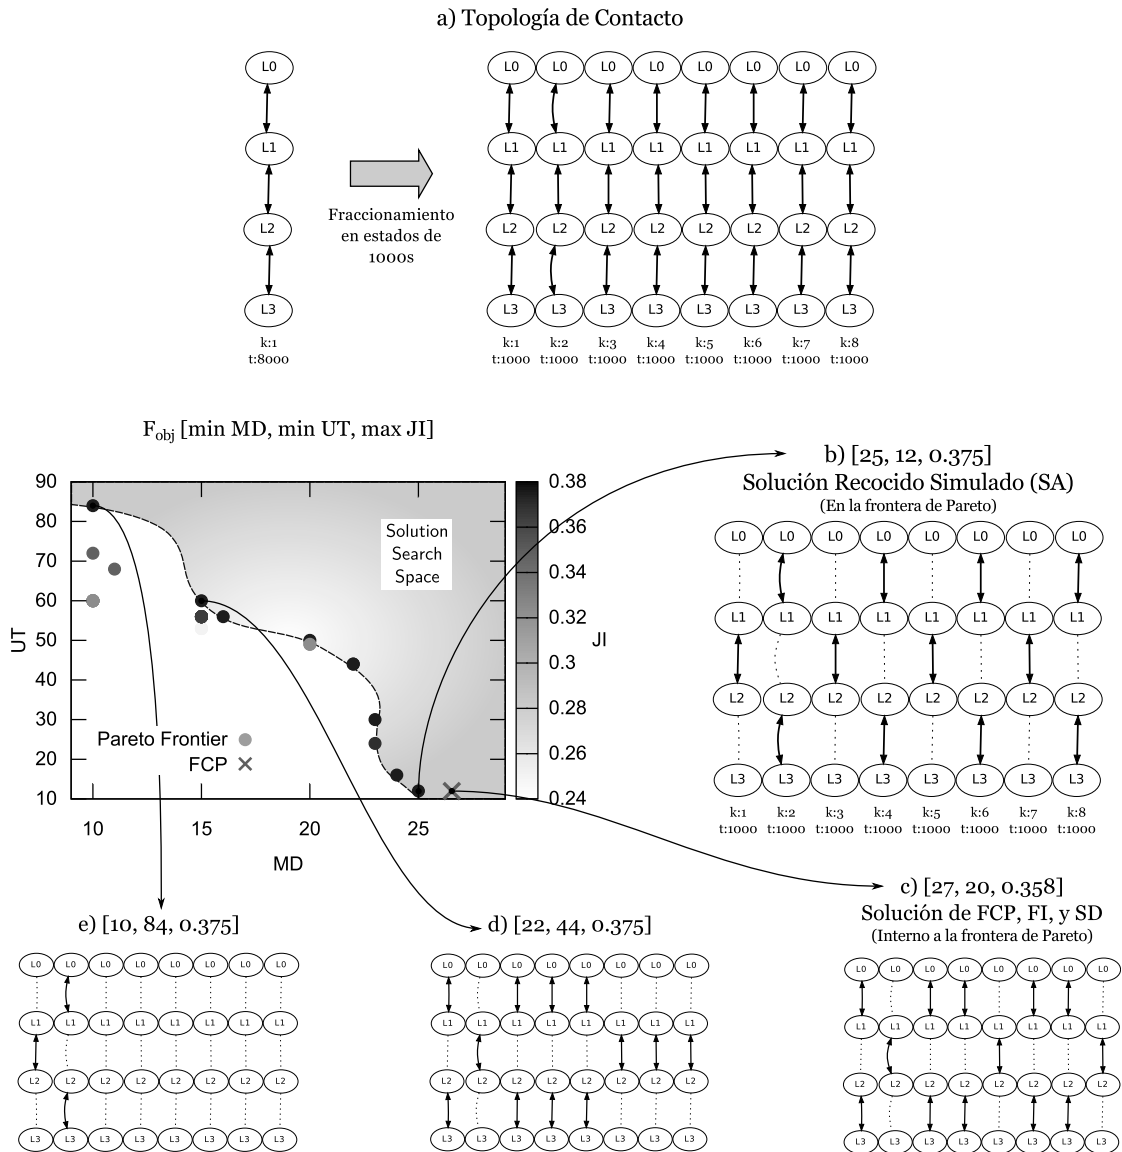 a) Topología de Contacto
L0 L0 L0 L0 L0 L0 L0 L0 L0
L1 L1 L1 L1 L1 L1 L1 L1 L1
Fraccionamiento
en estados de
1000s
L2 L2 L2 L2 L2 L2 L2 L2 L2
L3 L3 L3 L3 L3 L3 L3 L3 L3
k:1 k:1 k:2 k:3 k:4 k:5 k:6 k:7 k:8
t:8000 t:1000 t:1000 t:1000 t:1000 t:1000 t:1000 t:1000 t:1000
Fobj [min MD, min UT, max JI]
90
80
70
60
50
40
30
20
10
UT
Solution
Search
Space
Pareto Frontier
FCP
10 15 20 25
MD
0.38
0.36
0.34
0.32
0.3
0.28
0.26
0.24
JI
b) [25, 12, 0.375]
Solución Recocido Simulado (SA)
(En la frontera de Pareto)
L0 L0 L0 L0 L0 L0 L0 L0
L1 L1 L1 L1 L1 L1 L1 L1
L2 L2 L2 L2 L2 L2 L2 L2
L3 L3 L3 L3 L3 L3 L3 L3
k:1 k:2 k:3 k:4 k:5 k:6 k:7 k:8
t:1000 t:1000 t:1000 t:1000 t:1000 t:1000 t:1000 t:1000
e) [10, 84, 0.375]
L0 L0 L0 L0 L0 L0 L0 L0
L1 L1 L1 L1 L1 L1 L1 L1
L2 L2 L2 L2 L2 L2 L2 L2
L3 L3 L3 L3 L3 L3 L3 L3
d) [22, 44, 0.375]
L0 L0 L0 L0 L0 L0 L0 L0
L1 L1 L1 L1 L1 L1 L1 L1
L2 L2 L2 L2 L2 L2 L2 L2
L3 L3 L3 L3 L3 L3 L3 L3
c) [27, 20, 0.358]
Solución de FCP, FI, y SD
(Interno a la frontera de Pareto)
L0 L0 L0 L0 L0 L0 L0 L0
L1 L1 L1 L1 L1 L1 L1 L1
L2 L2 L2 L2 L2 L2 L2 L2
L3 L3 L3 L3 L3 L3 L3 L3